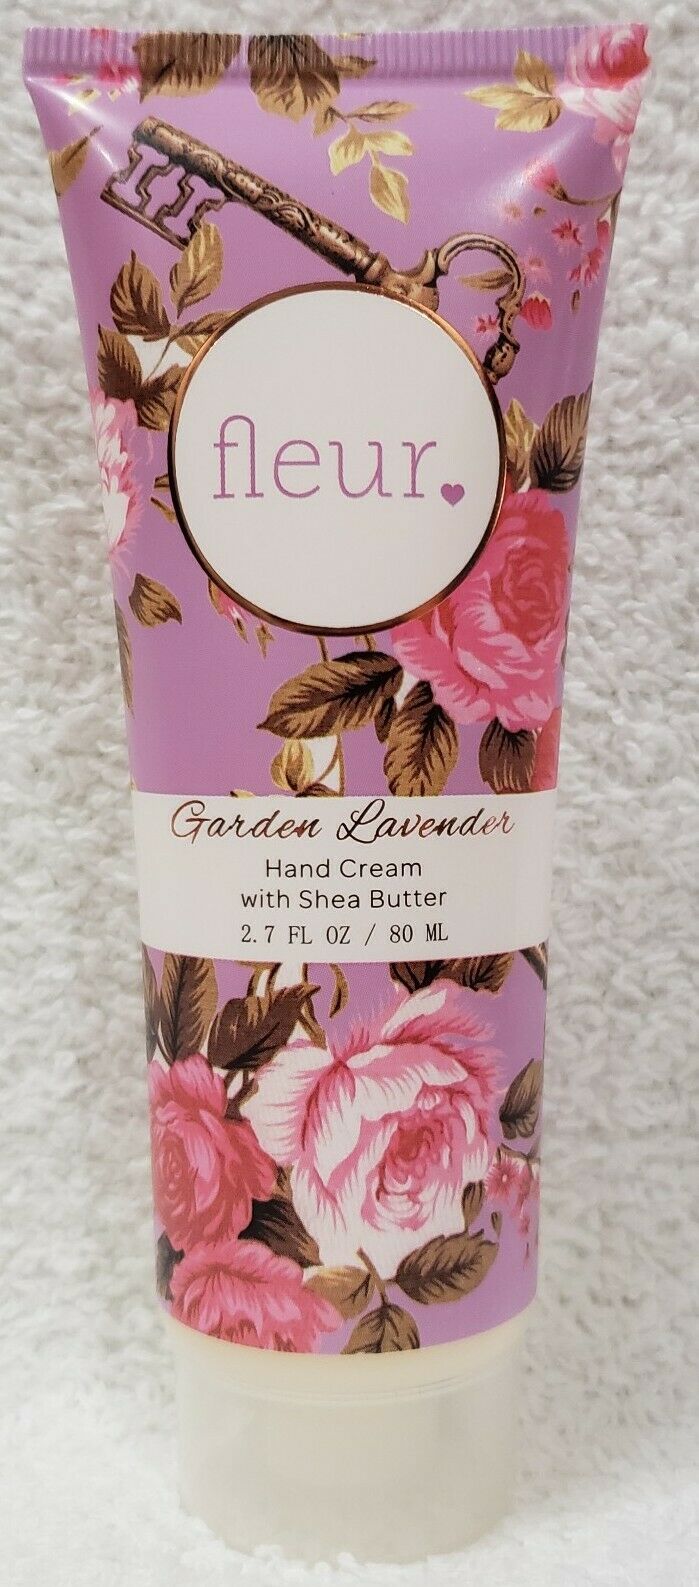 fleur.
Garden Lavender
Hand Cream
with Shea Butter
2.7 FL OZ / 80 ML